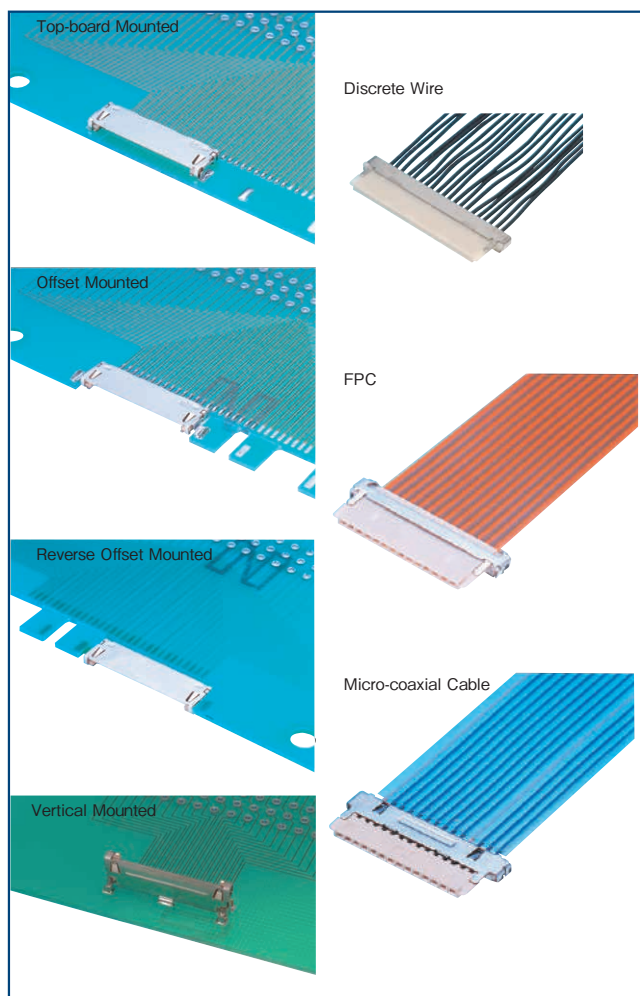 Top-board Mounted
Discrete Wire
Offset Mounted
FPC
Reverse Offset Mounted
Micro-coaxial Cable
Vertical Mounted